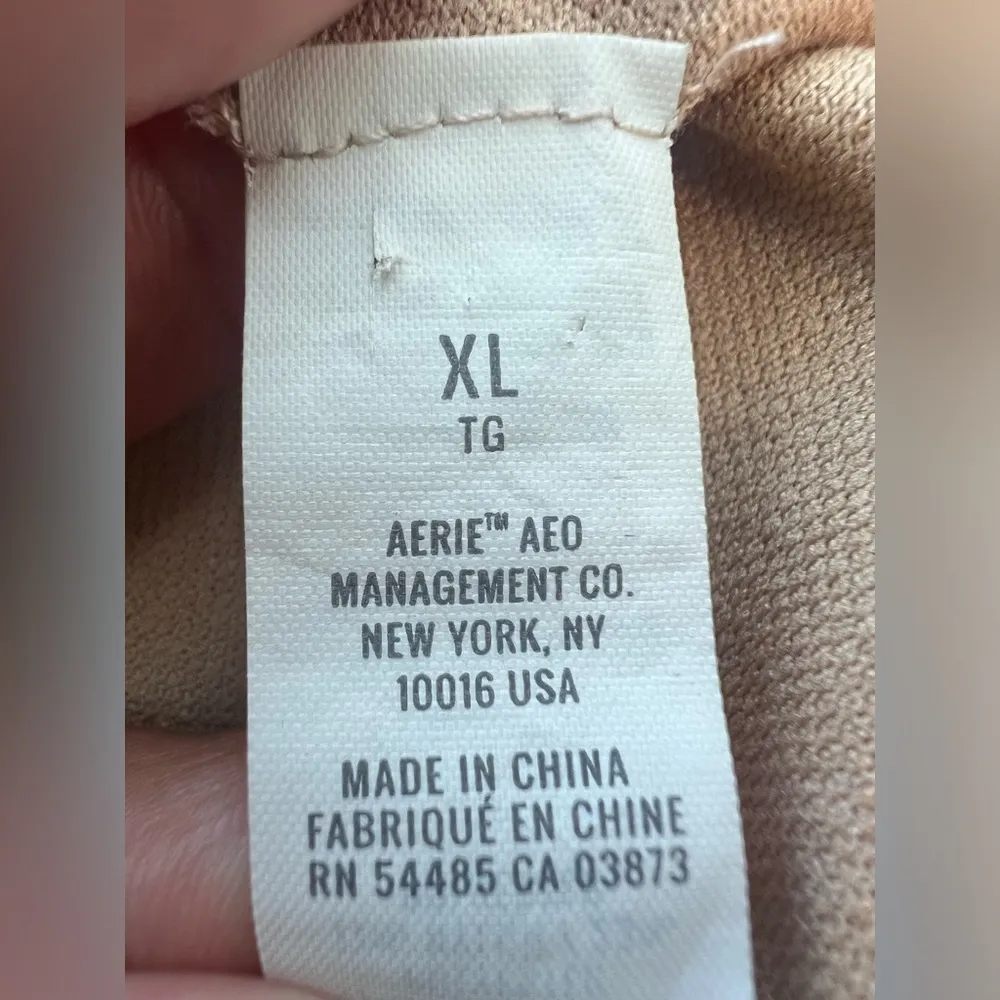 XL
TG
AERIE™ AEO
MANAGEMENT CO.
NEW YORK, NY
10016 USA
MADE IN CHINA
FABRIQUÉ EN CHINE
RN 54485 CA 03873